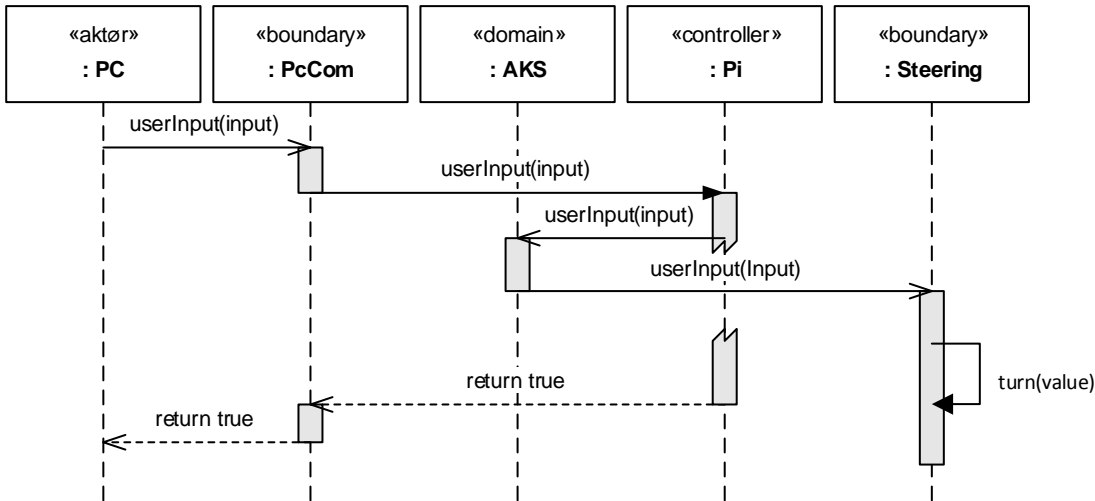 «aktør»
: PC
«boundary»
: PcCom
«domain»
: AKS
«controller»
: Pi
«boundary»
: Steering
userInput(input)
userInput(input)
userInput(input)
userInput(Input)
turn(value)
return true
return true